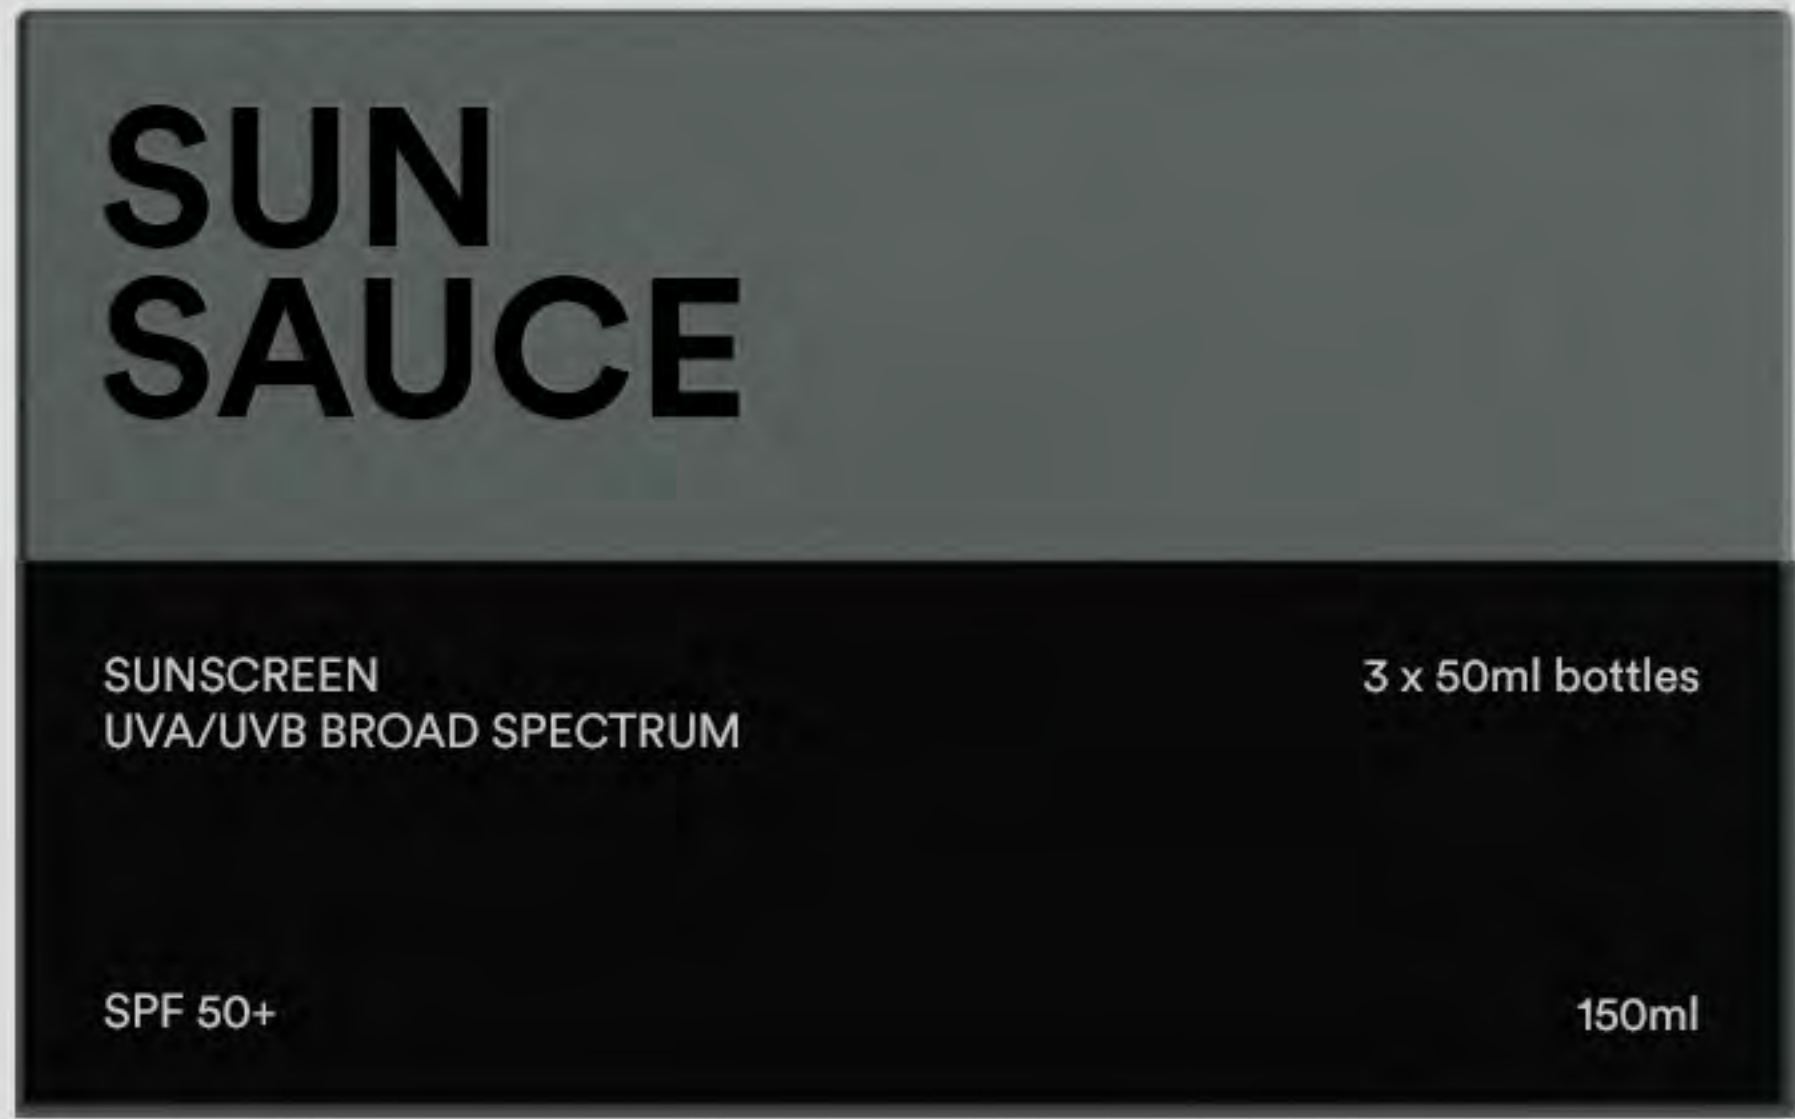 SUN
SAUCE
SUNSCREEN
UVA/UVB BROAD SPECTRUM
3 x 50ml bottles
SPF 50+
150ml